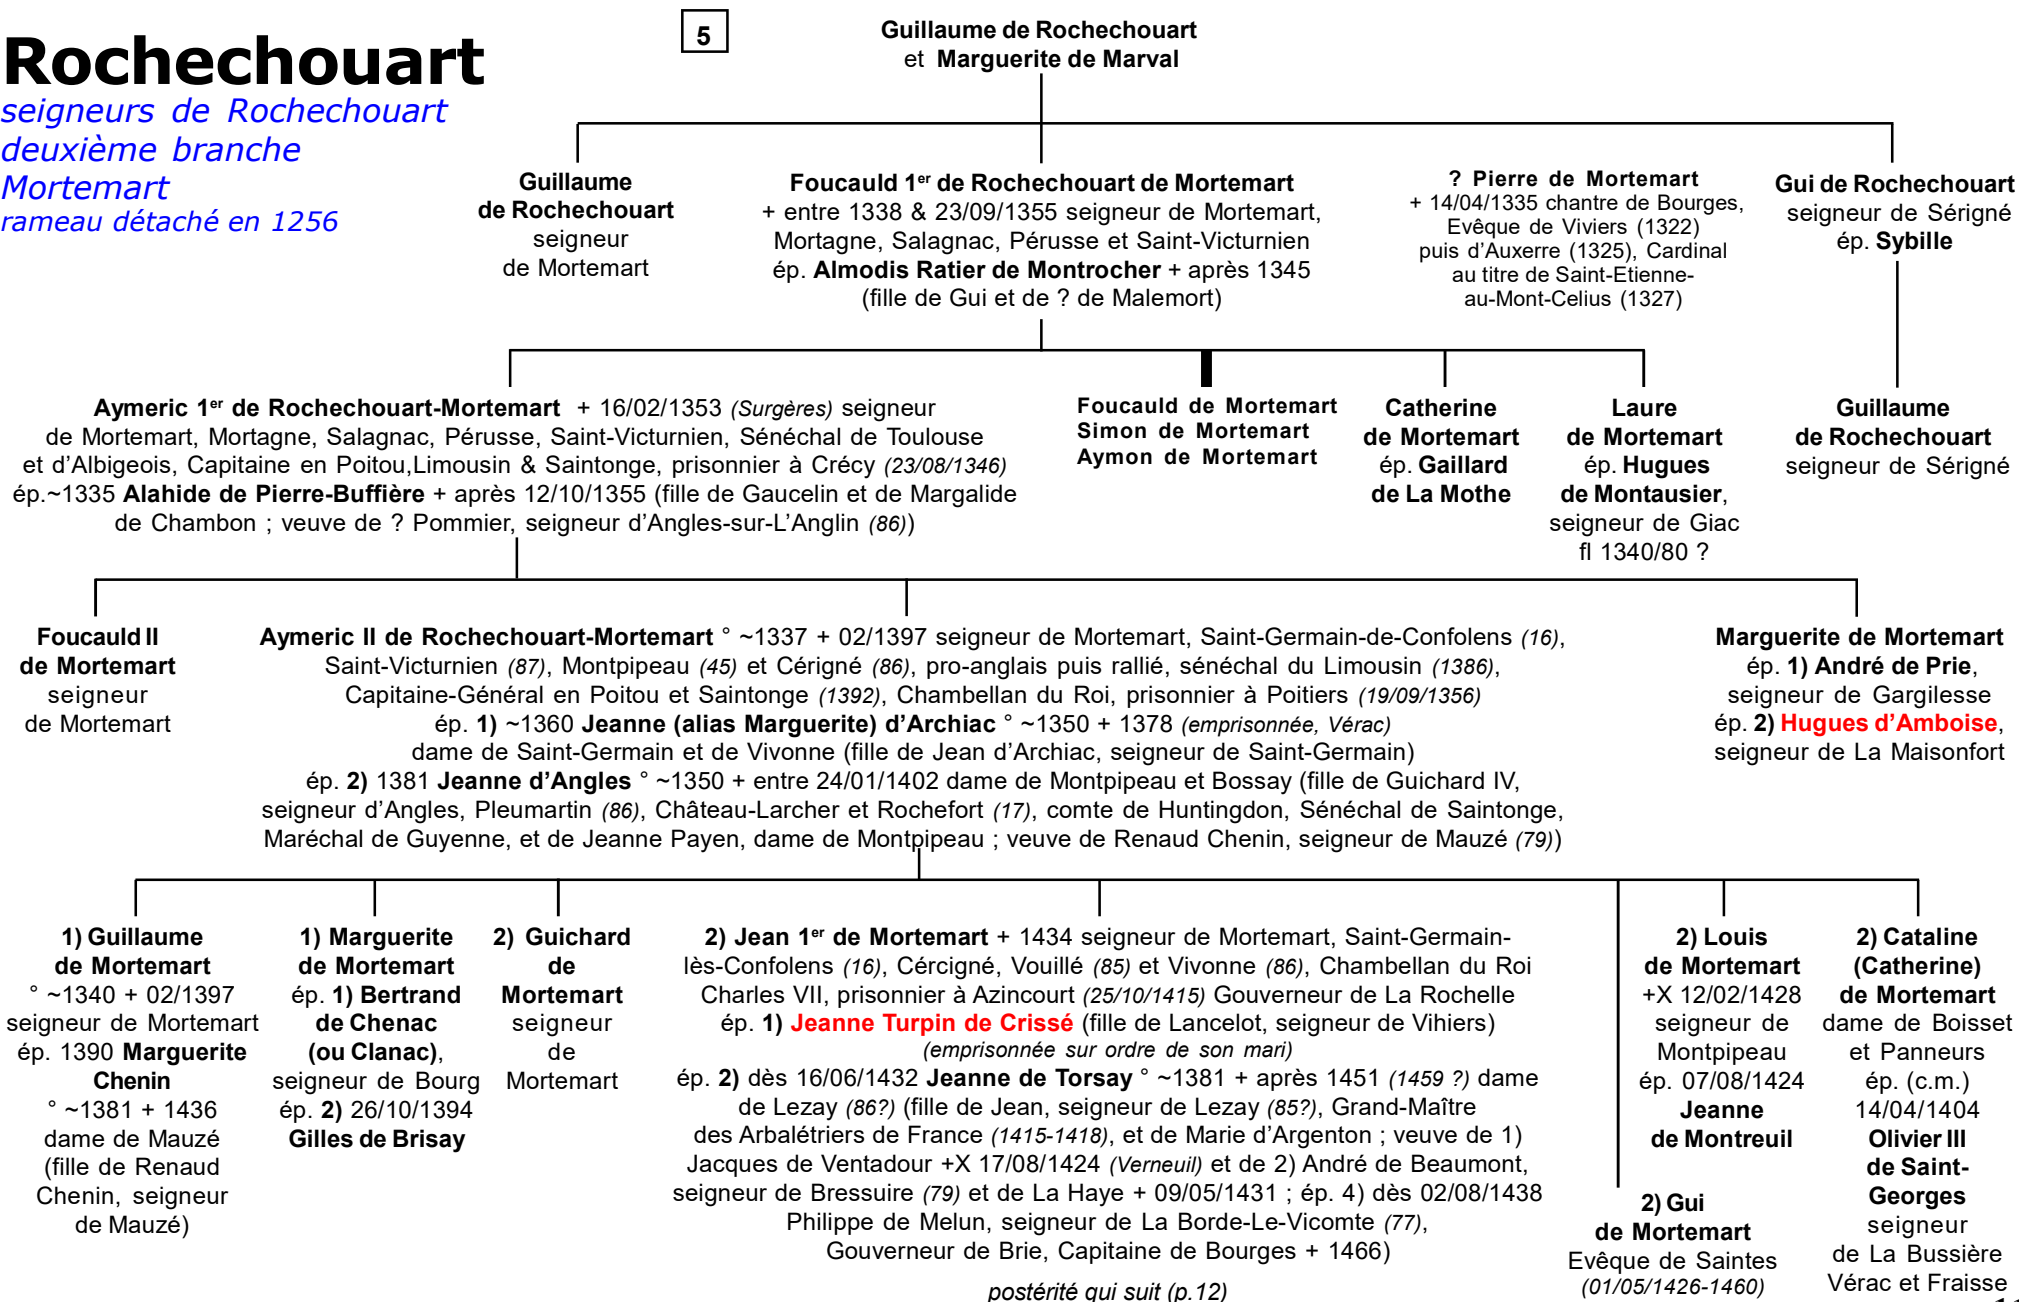 Rochechouart
seigneurs de Rochechouart
deuxième branche
Mortemart
rameau détaché en 1256
5
Guillaume de Rochechouart
et Marguerite de Marval
Guillaume
de Rochechouart
seigneur
de Mortemart
Foucauld 1er de Rochechouart de Mortemart
+ entre 1338 & 23/09/1355 seigneur de Mortemart,
Mortagne, Salagnac, Pérusse et Saint-Victurnien
ép. Almodis Ratier de Montrocher + après 1345
(fille de Gui et de ? de Malemort)
? Pierre de Mortemart
+ 14/04/1335 chantre de Bourges,
Evêque de Viviers (1322)
puis d'Auxerre (1325), Cardinal
au titre de Saint-Etienne-
au-Mont-Celius (1327)
Gui de Rochechouart
seigneur de Sérigné
ép. Sybille
Aymeric 1er de Rochechouart-Mortemart + 16/02/1353 (Surgères) seigneur
de Mortemart, Mortagne, Salagnac, Pérusse, Saint-Victurnien, Sénéchal de Toulouse
et d'Albigeois, Capitaine en Poitou,Limousin & Saintonge, prisonnier à Crécy (23/08/1346)
ép.~1335 Alahide de Pierre-Buffière + après 12/10/1355 (fille de Gaucelin et de Margalide
de Chambon ; veuve de ? Pommier, seigneur d'Angles-sur-L'Anglin (86))
Foucauld de Mortemart
Simon de Mortemart
Aymon de Mortemart
Catherine
de Mortemart
ép. Gaillard
de La Mothe
Laure
de Mortemart
ép. Hugues
de Montausier,
seigneur de Giac
fl 1340/80 ?
Guillaume
de Rochechouart
seigneur de Sérigné
Foucauld II
de Mortemart
seigneur
de Mortemart
Aymeric II de Rochechouart-Mortemart ° ~1337 + 02/1397 seigneur de Mortemart, Saint-Germain-de-Confolens (16),
Saint-Victurnien (87), Montpipeau (45) et Cérigné (86), pro-anglais puis rallié, sénéchal du Limousin (1386),
Capitaine-Général en Poitou et Saintonge (1392), Chambellan du Roi, prisonnier à Poitiers (19/09/1356)
ép. 1) ~1360 Jeanne (alias Marguerite) d'Archiac ° ~1350 + 1378 (emprisonnée, Vérac)
dame de Saint-Germain et de Vivonne (fille de Jean d'Archiac, seigneur de Saint-Germain)
ép. 2) 1381 Jeanne d'Angles ° ~1350 + entre 24/01/1402 dame de Montpipeau et Bossay (fille de Guichard IV,
seigneur d'Angles, Pleumartin (86), Château-Larcher et Rochefort (17), comte de Huntingdon, Sénéchal de Saintonge,
Maréchal de Guyenne, et de Jeanne Payen, dame de Montpipeau ; veuve de Renaud Chenin, seigneur de Mauzé (79))
Marguerite de Mortemart
ép. 1) André de Prie,
seigneur de Gargilesse
ép. 2) Hugues d'Amboise,
seigneur de La Maisonfort
1) Guillaume
de Mortemart
° ~1340 + 02/1397
seigneur de Mortemart
ép. 1390 Marguerite
Chenin
° ~1381 + 1436
dame de Mauzé
(fille de Renaud
Chenin, seigneur
de Mauzé)
1) Marguerite
de Mortemart
ép. 1) Bertrand
de Chenac
(ou Clanac),
seigneur de Bourg
ép. 2) 26/10/1394
Gilles de Brisay
2) Guichard
de
Mortemart
seigneur
de
Mortemart
2) Jean 1er de Mortemart + 1434 seigneur de Mortemart, Saint-Germain-
lès-Confolens (16), Cércigné, Vouillé (85) et Vivonne (86), Chambellan du Roi
Charles VII, prisonnier à Azincourt (25/10/1415) Gouverneur de La Rochelle
ép. 1) Jeanne Turpin de Crissé (fille de Lancelot, seigneur de Vihiers)
(emprisonnée sur ordre de son mari)
ép. 2) dès 16/06/1432 Jeanne de Torsay ° ~1381 + après 1451 (1459 ?) dame
de Lezay (86?) (fille de Jean, seigneur de Lezay (85?), Grand-Maître
des Arbalétriers de France (1415-1418), et de Marie d'Argenton ; veuve de 1)
Jacques de Ventadour +X 17/08/1424 (Verneuil) et de 2) André de Beaumont,
seigneur de Bressuire (79) et de La Haye + 09/05/1431 ; ép. 4) dès 02/08/1438
Philippe de Melun, seigneur de La Borde-Le-Vicomte (77),
Gouverneur de Brie, Capitaine de Bourges + 1466)
postérité qui suit (p.12)
2) Gui
de Mortemart
Evêque de Saintes
(01/05/1426-1460)
2) Louis
de Mortemart
+X 12/02/1428
seigneur de
Montpipeau
ép. 07/08/1424
Jeanne
de Montreuil
2) Cataline
(Catherine)
de Mortemart
dame de Boisset
et Panneurs
ép. (c.m.)
14/04/1404
Olivier III
de Saint-
Georges
seigneur
de La Bussière
Vérac et Fraisse